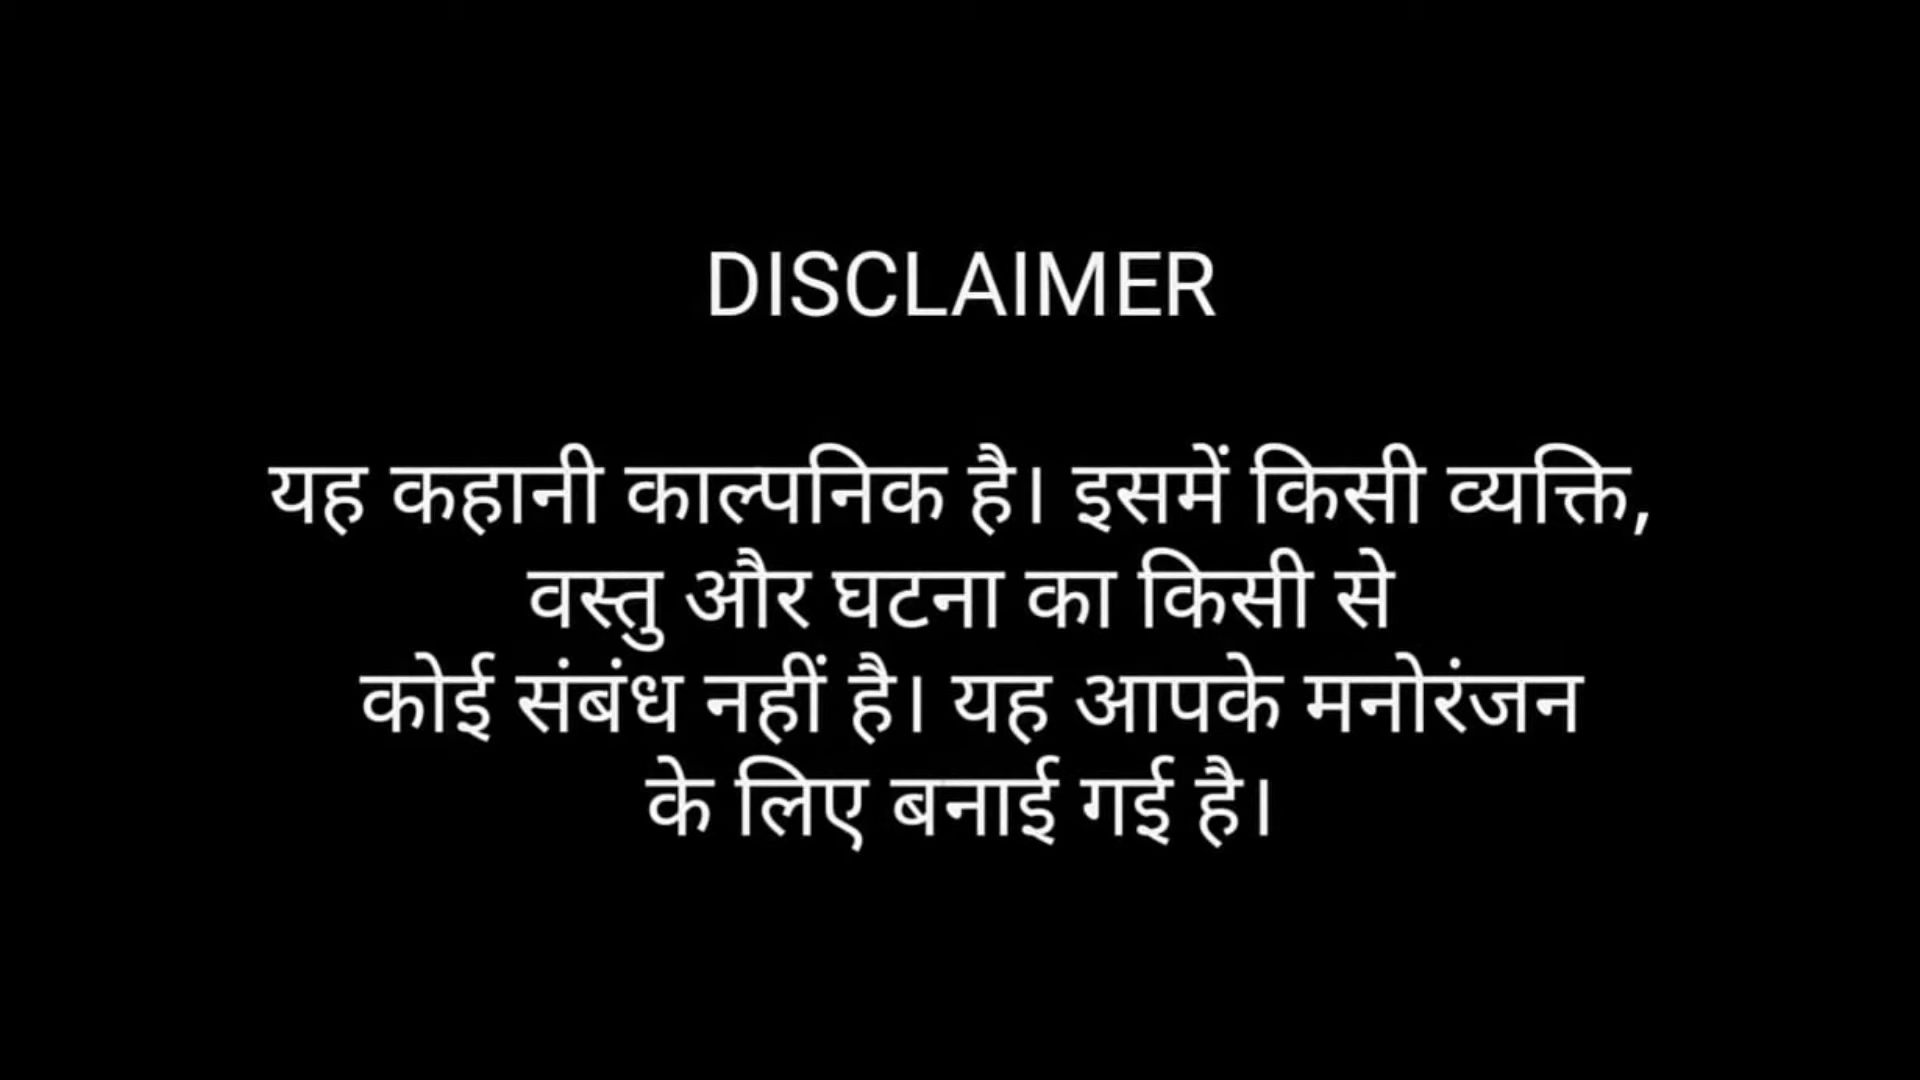 DISCLAIMER
यह कहानी काल्पनिक है। इसमें किसी व्यक्ति,
वस्तु और घटना का किसी से
कोई संबंध नहीं है। यह आपके मनोरंजन
के लिए बनाई गई है।